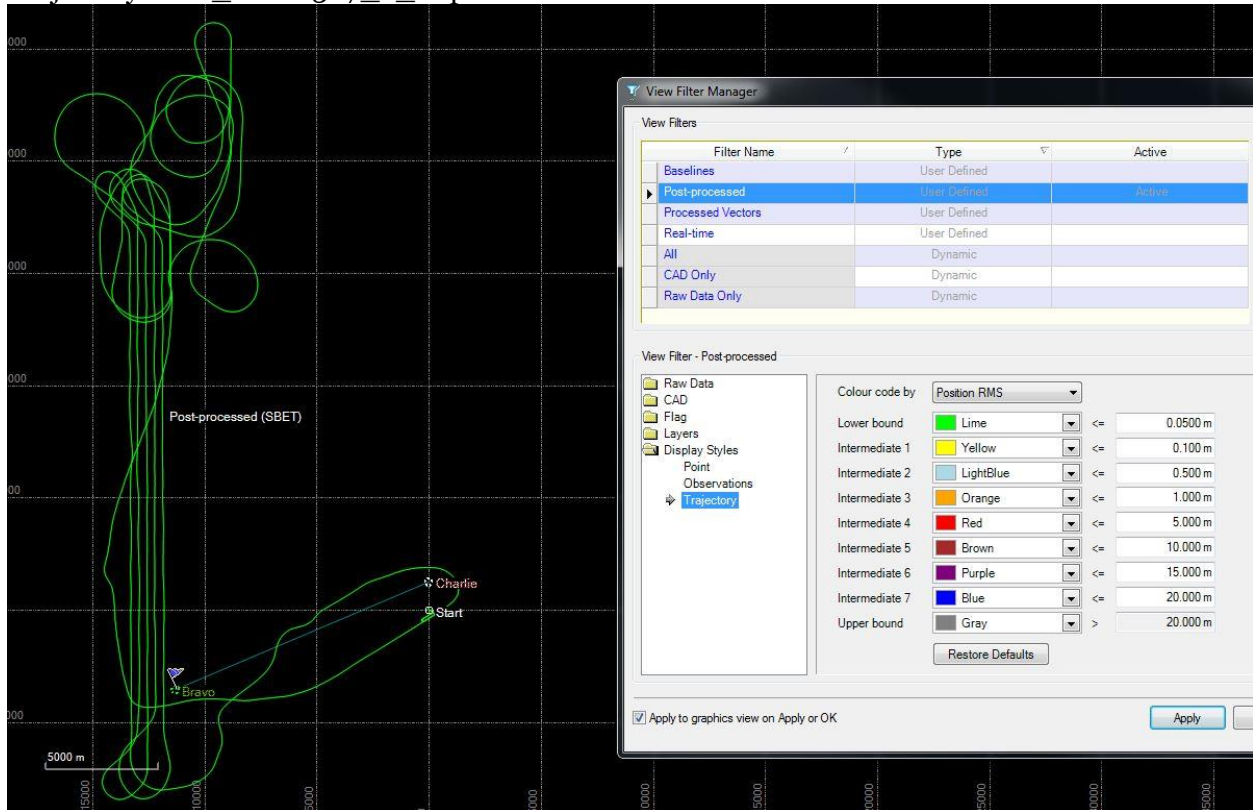 View Filter Manager
View Filters
Filter Name Type Active
Baselines User Defined
Post-processed User Defined Active
Processed Vectors User Defined
Real-time User Defined
All Dynamic
CAD Only Dynamic
Raw Data Only Dynamic
View Filter - Post-processed
Raw Data
CAD
Flag
Layers
Display Styles
Point
Observations
Trajectory
Colour code by Position RMS
Lower bound Lime <= 0.0500 m
Intermediate 1 Yellow <= 0.100 m
Intermediate 2 LightBlue <= 0.500 m
Intermediate 3 Orange <= 1.000 m
Intermediate 4 Red <= 5.000 m
Intermediate 5 Brown <= 10.000 m
Intermediate 6 Purple <= 15.000 m
Intermediate 7 Blue <= 20.000 m
Upper bound Gray > 20.000 m
Restore Defaults
Apply to graphics view on Apply or OK
Apply
Post-processed (SBET)
Charlie
Start
Bravo
5000 m